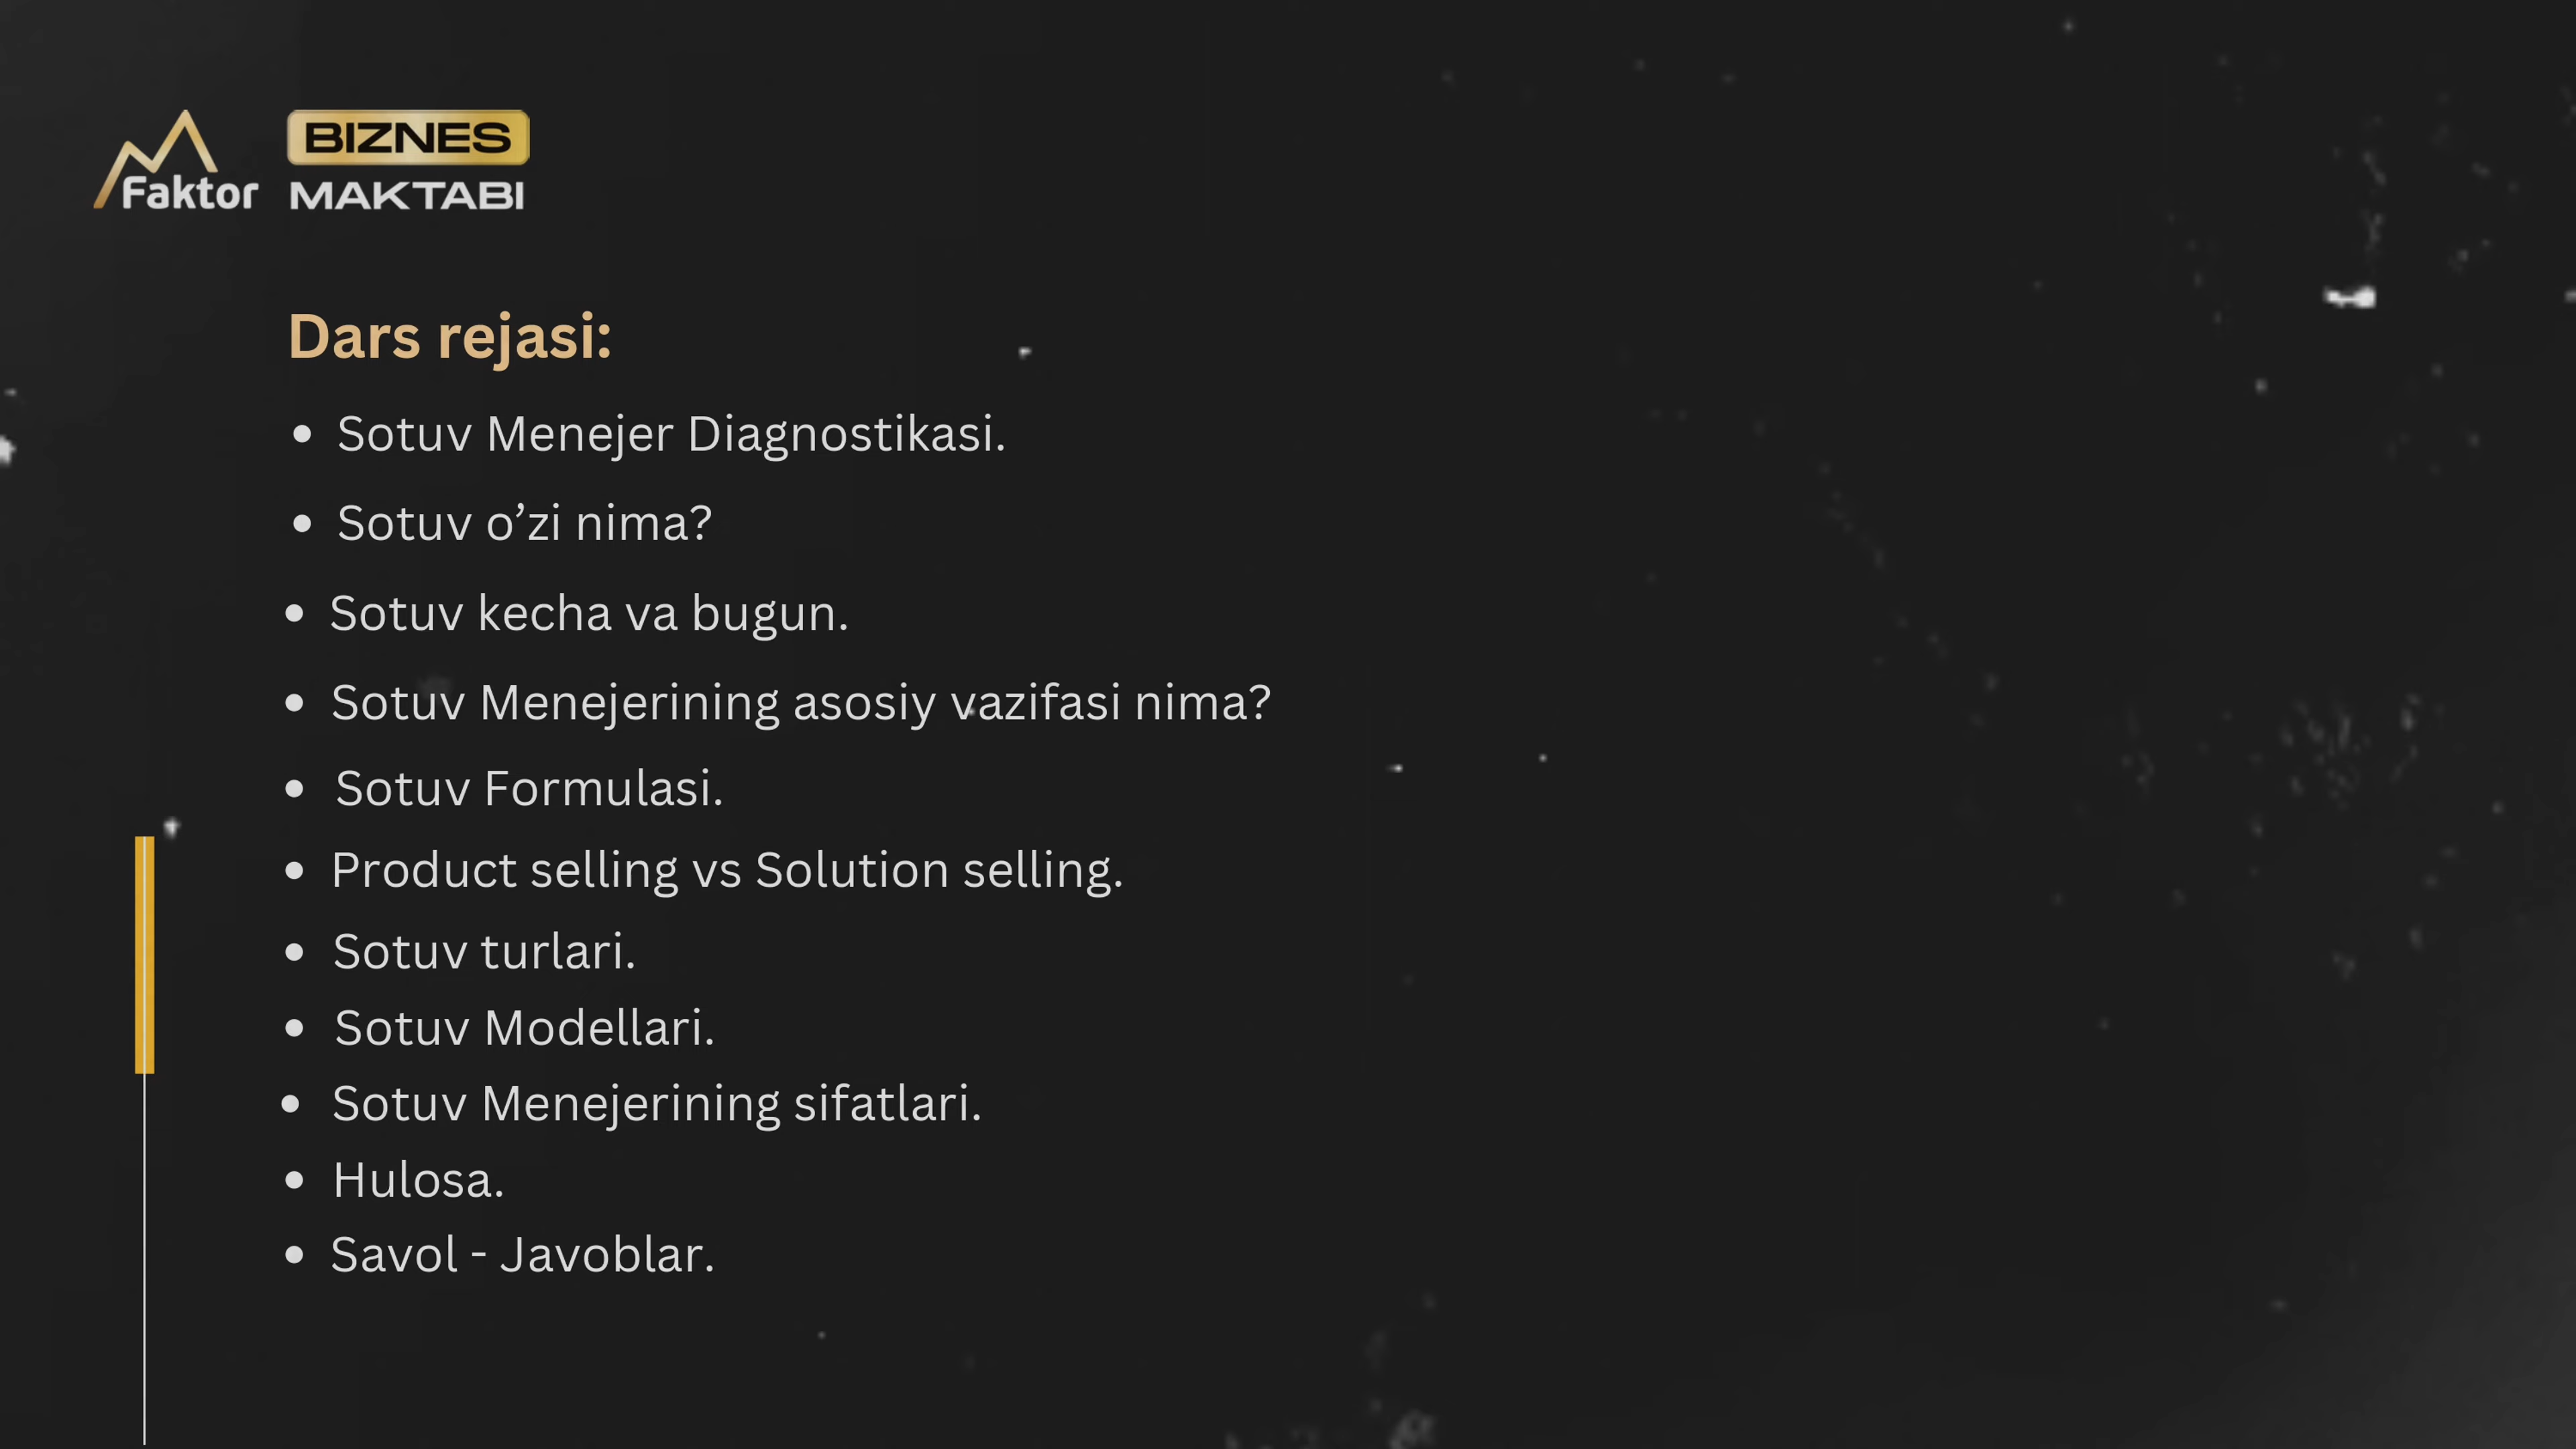 Faktor
BIZNES
MAKTABI
Dars rejasi:
• Sotuv Menejer Diagnostikasi.
• Sotuv o’zi nima?
• Sotuv kecha va bugun.
• Sotuv Menejerining asosiy vazifasi nima?
• Sotuv Formulasi.
• Product selling vs Solution selling.
• Sotuv turlari.
• Sotuv Modellari.
• Sotuv Menejerining sifatlari.
• Hulosa.
• Savol - Javoblar.